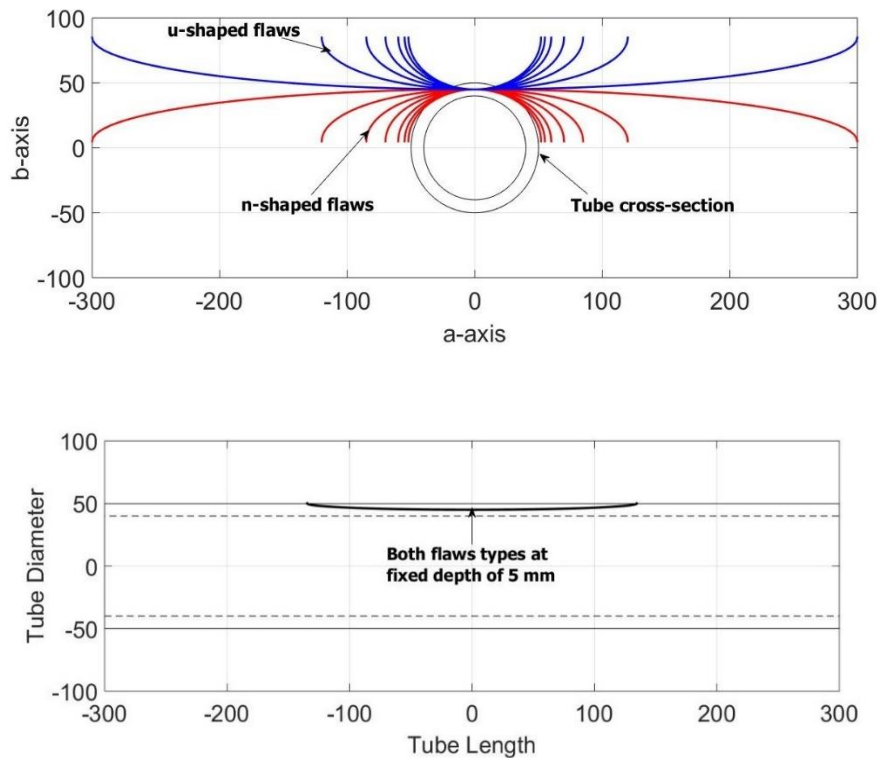 100
u-shaped flaws
50
0
n-shaped flaws
Tube cross-section
-50
-100
-300 -200 -100 0 100 200 300
b-axis
a-axis
100
50
Both flaws types at
fixed depth of 5 mm
0
-50
-100
-300 -200 -100 0 100 200 300
Tube Diameter
Tube Length